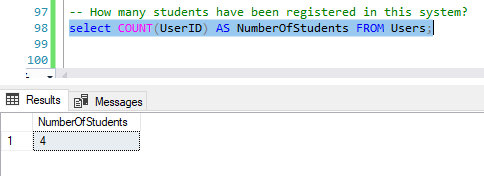 97 -- How many students have been registered in this system?
98 select COUNT(UserID) AS NumberOfStudents FROM Users;
99
100
Results Messages
NumberOfStudents
1 4